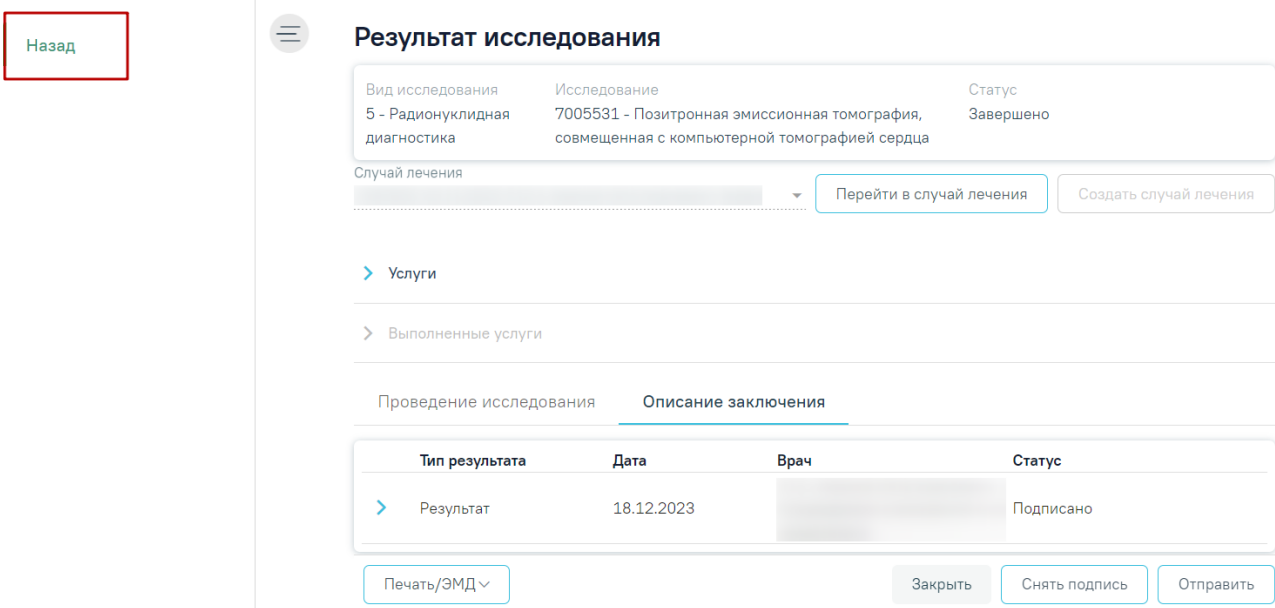 Назад
Результат исследования
Вид исследования Исследование Статус
5 - Радионуклидная 7005531 - Позитронная эмиссионная томография, Завершено
диагностика совмещенная с компьютерной томографией сердца
Случай лечения
Перейти в случай лечения Создать случай лечения
Услуги
Выполненные услуги
Проведение исследования Описание заключения
Тип результата Дата Врач Статус
Результат 18.12.2023 Подписано
Печать/ЭМД Закрыть Снять подпись Отправить